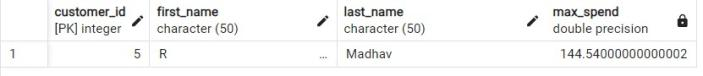 customer_id first_name last_name max_spend
[PK] integer character (50) character (50) double precision
1 5 R ... Madhav 144.54000000000002